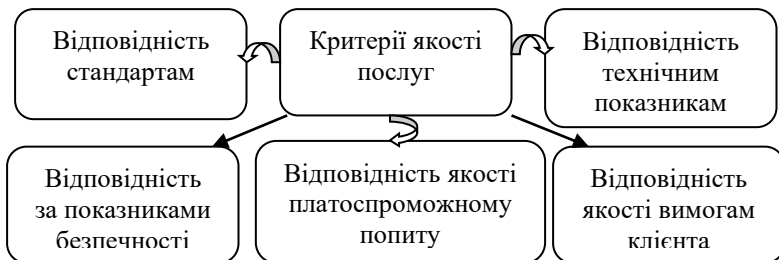 Відповідність
стандартам
Критерії якості
послуг
Відповідність
технічним
показникам
Відповідність
за показниками
безпечності
Відповідність якості
платоспроможному
попиту
Відповідність
якості вимогам
клієнта